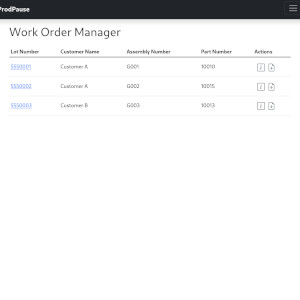 ProdPause
Work Order Manager
Lot Number Customer Name Assembly Number Part Number Actions
5550001 Customer A G001 10010
5550002 Customer A G002 10015
5550003 Customer B G003 10013